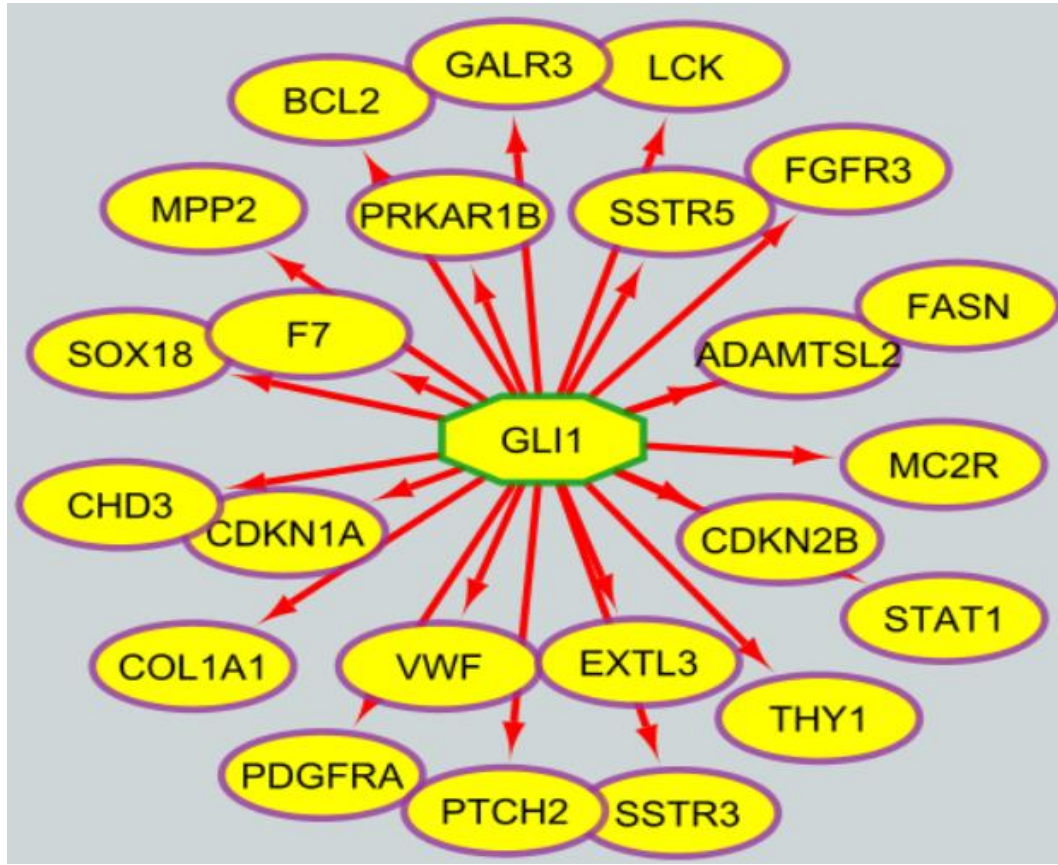 GALR3
LCK
BCL2
FGFR3
MPP2
PRKAR1B
SSTR5
FASN
F7
SOX18
ADAMTSL2
GLI1
MC2R
CHD3
CDKN1A
CDKN2B
STAT1
COL1A1
VWF
EXTL3
THY1
PDGFRA
PTCH2
SSTR3